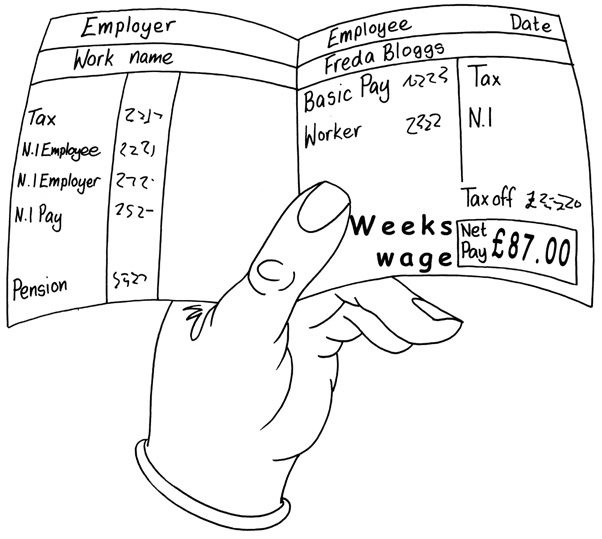 Employer
Work name
Tax
N.I Employee
N.I Employer
N.I Pay
Pension
Employee Date
Freda Bloggs
Basic Pay
Worker
Tax
N.I
Tax off £
Weeks
wage
Net
Pay £87.00